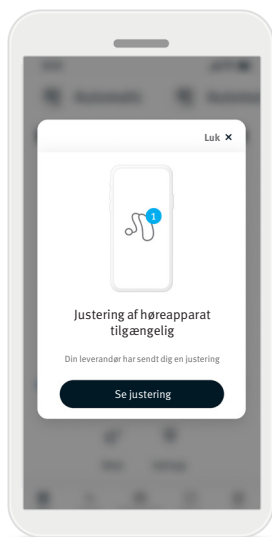 Luk ×
1
Justering af høreapparat
tilgængelig
Din leverandør har sendt dig en justering
Se justering